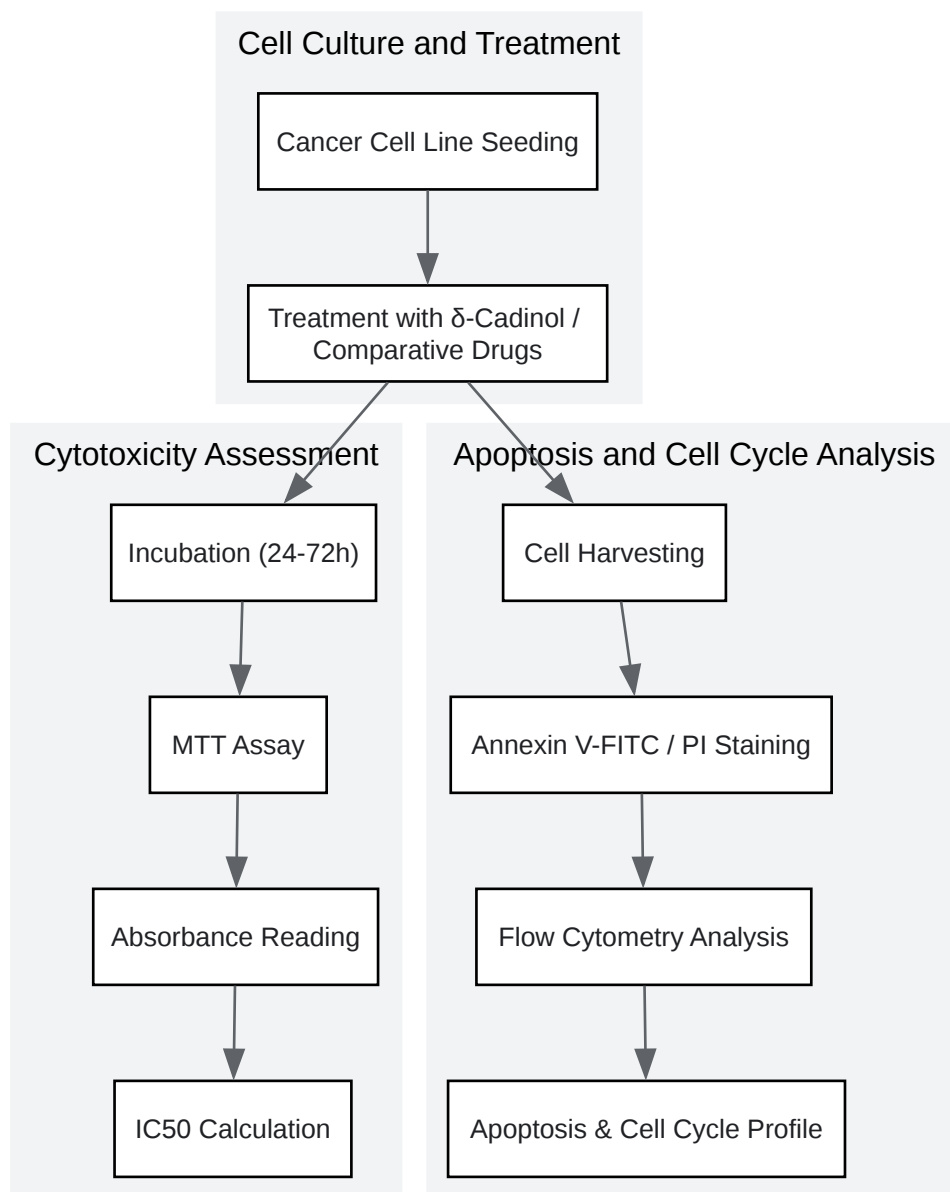 Cell Culture and Treatment
Cancer Cell Line Seeding
Treatment with δ-Cadinol /
Comparative Drugs
Cytotoxicity Assessment
Incubation (24-72h)
MTT Assay
Absorbance Reading
IC50 Calculation
Apoptosis and Cell Cycle Analysis
Cell Harvesting
Annexin V-FITC / PI Staining
Flow Cytometry Analysis
Apoptosis & Cell Cycle Profile